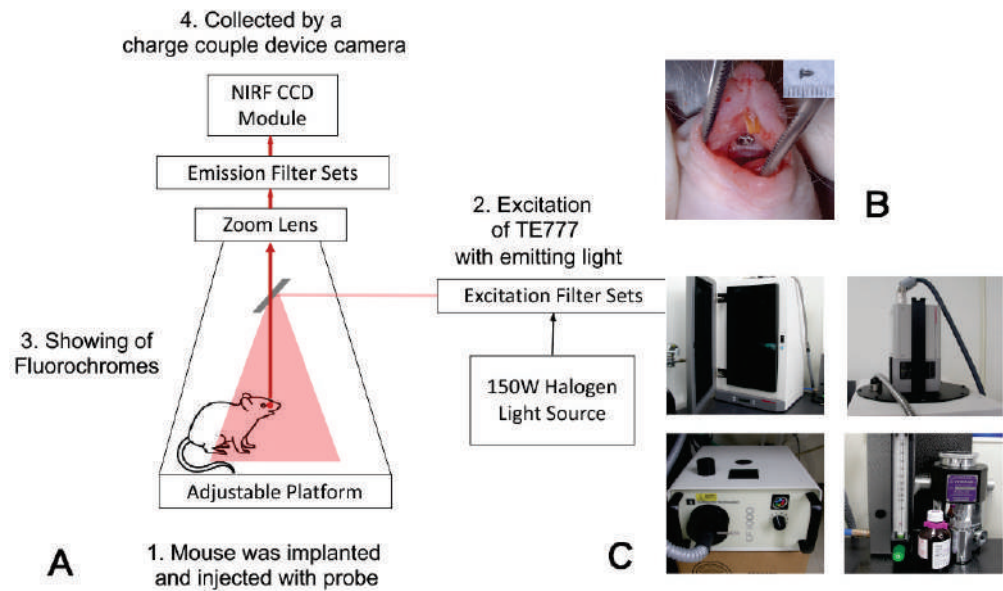 4. Collected by a
charge couple device camera
NIRF CCD
Module
Emission Filter Sets
Zoom Lens
2. Excitation
of TE777
with emitting light
Excitation Filter Sets
3. Showing of
Fluorochromes
150W Halogen
Light Source
Adjustable Platform
1. Mouse was implanted
and injected with probe
A
B
C